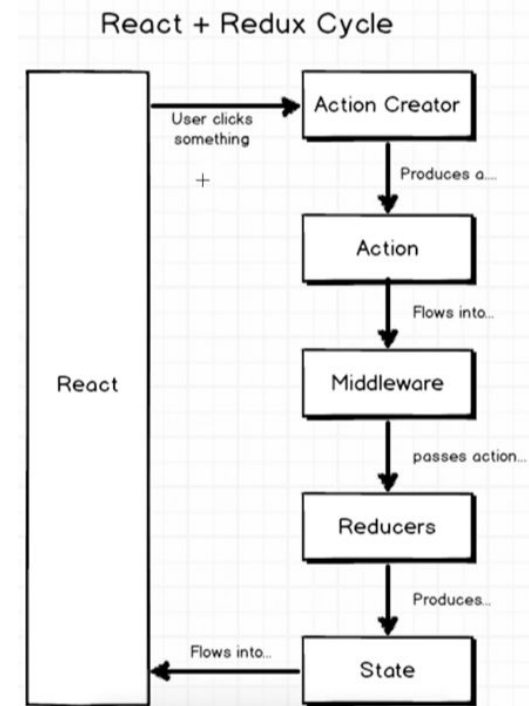 React + Redux Cycle
User clicks
something
Action Creator
Produces a....
Action
Flows into...
React
Middleware
passes action...
Reducers
Produces...
Flows into...
State